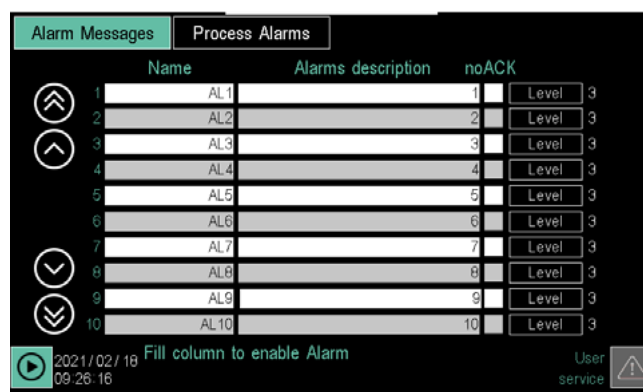 Alarm Messages Process Alarms
Name Alarms description noACK
1 AL1 1 Level 3
2 AL2 2 Level 3
3 AL3 3 Level 3
4 AL4 4 Level 3
5 AL5 5 Level 3
6 AL6 6 Level 3
7 AL7 7 Level 3
8 AL8 8 Level 3
9 AL9 9 Level 3
10 AL10 10 Level 3
2021/02/18 Fill column to enable Alarm User
09:26:16 service